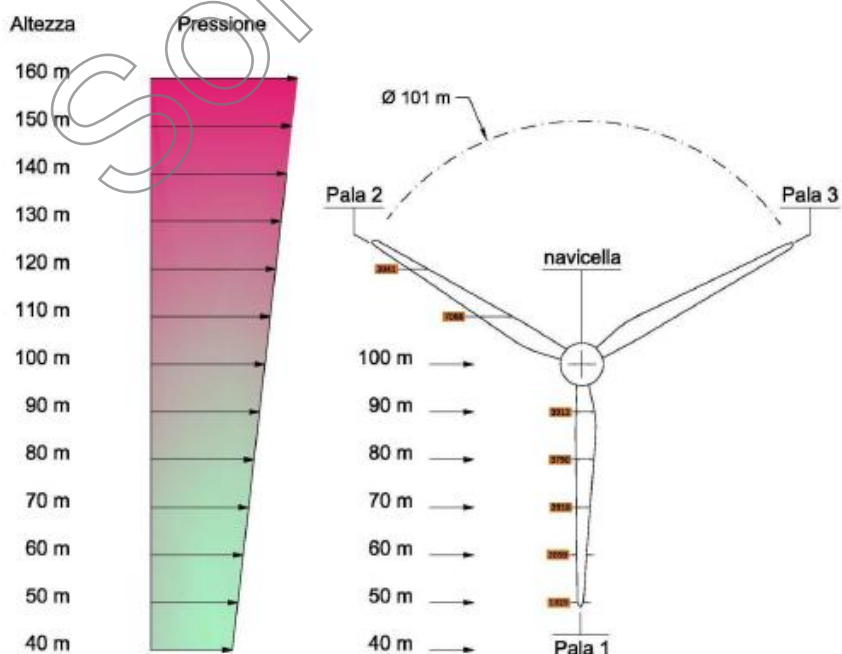 Altezza
Pressione
160 m
150 m
140 m
130 m
120 m
110 m
100 m
90 m
80 m
70 m
60 m
50 m
40 m
Ø 101 m
Pala 2
Pala 3
navicella
100 m
90 m
80 m
70 m
60 m
50 m
40 m
Pala 1